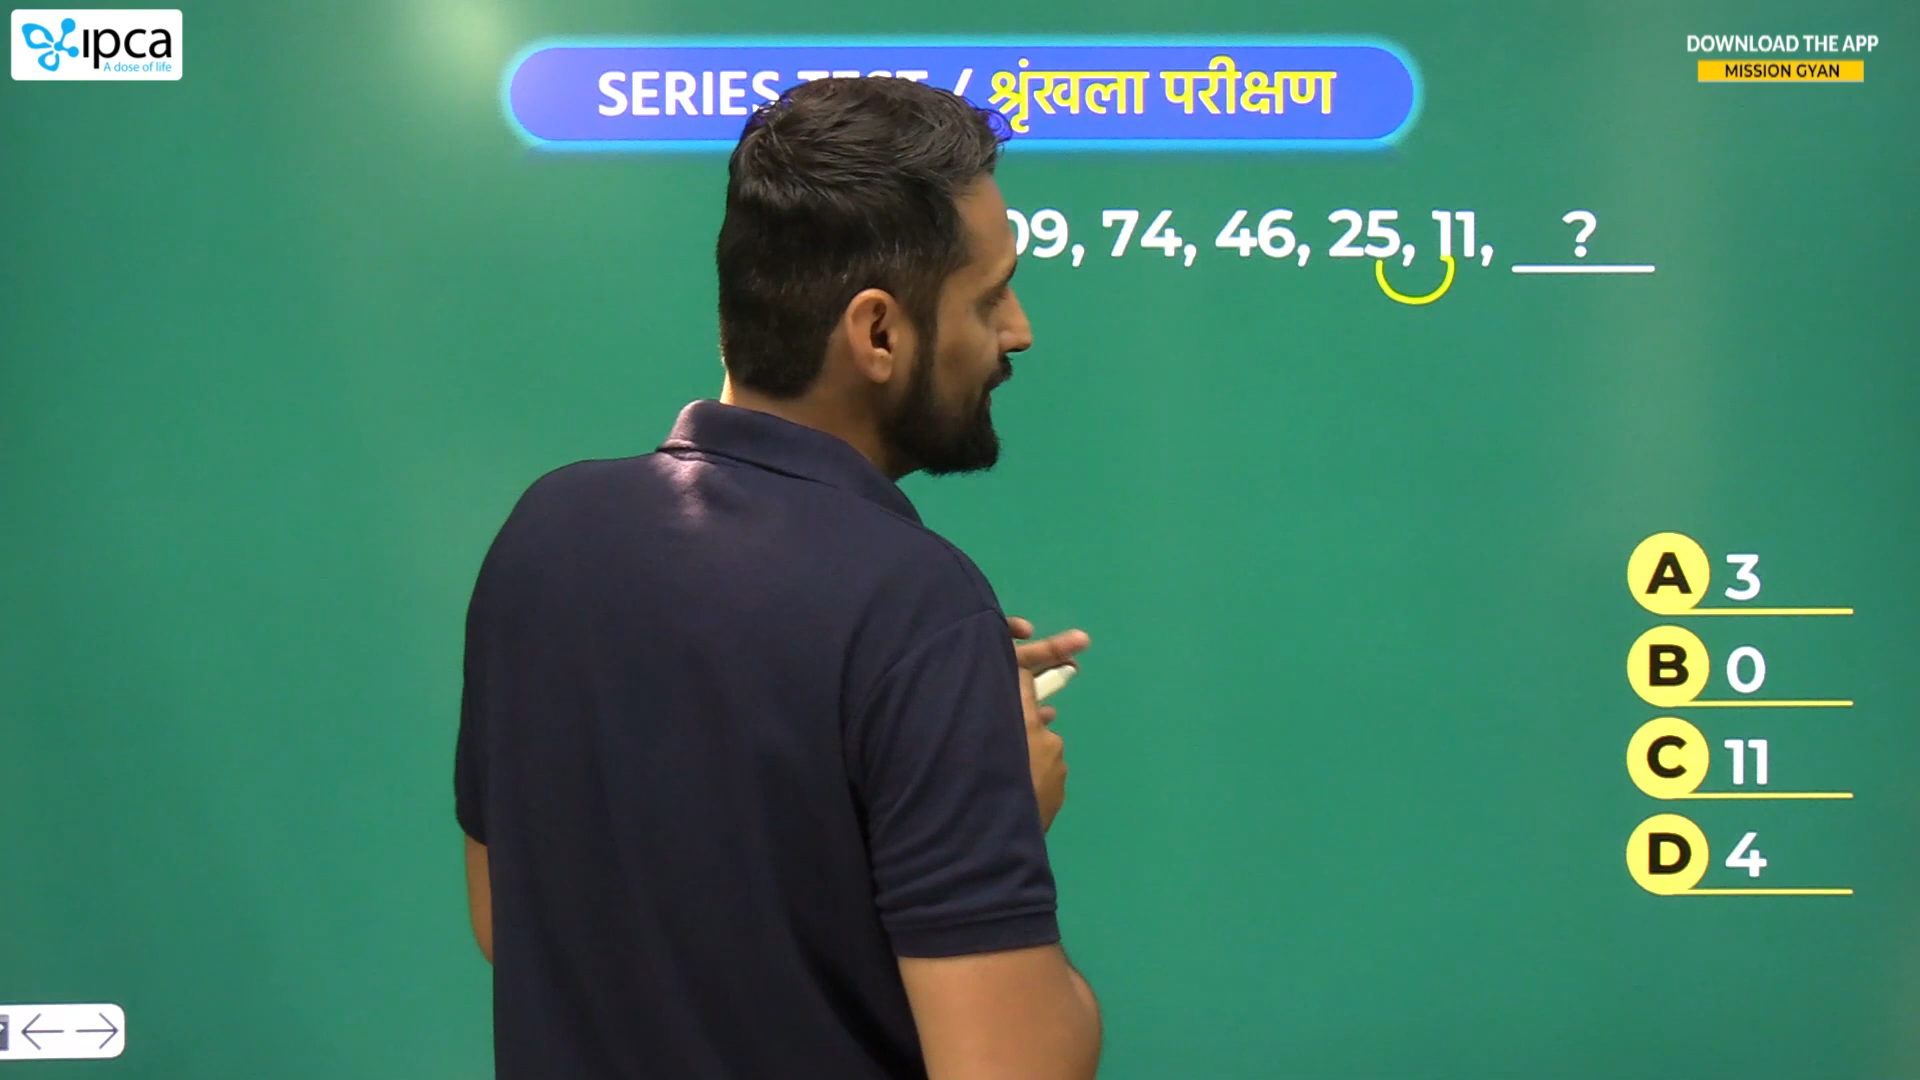 ipca
A dose of life
DOWNLOAD THE APP
MISSION GYAN
SERIES / श्रृंखला परीक्षण
09, 74, 46, 25, 11, ?
A 3
B 0
C 11
D 4